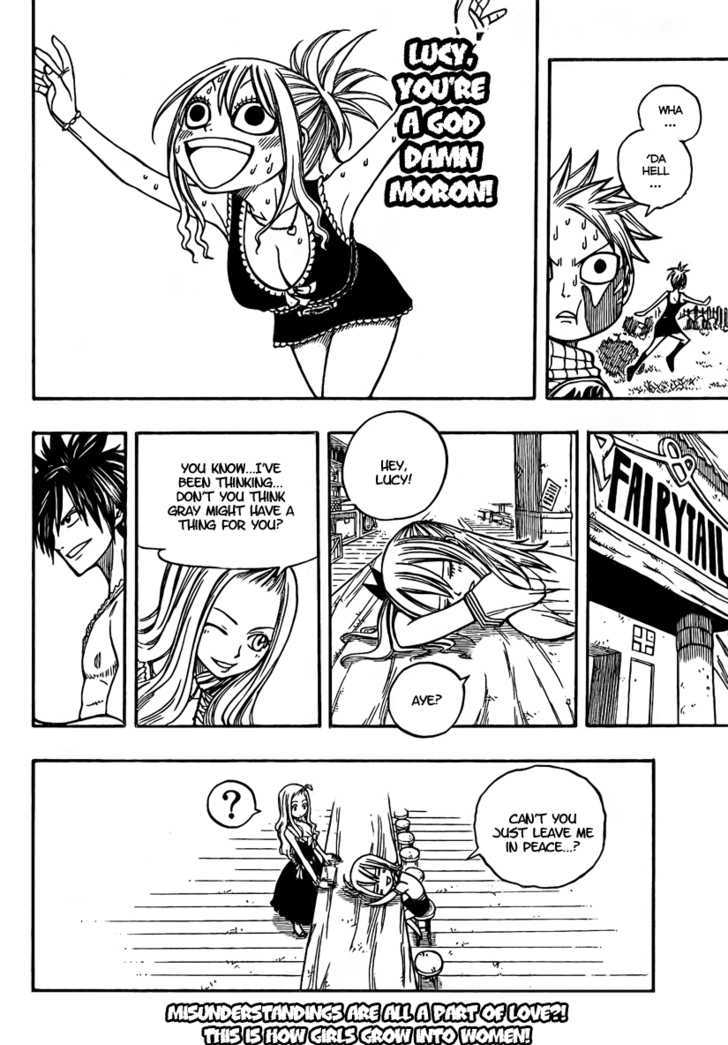 WHA
...
'DA
HELL
...
LUCY,
YOU'RE
A GOD
DAMN
MORON!
FAIRYTAIL
HEY,
LUCY!
AYE?
YOU KNOW...I'VE
BEEN THINKING...
DON'T YOU THINK
GRAY MIGHT HAVE A
THING FOR YOU?
CAN'T YOU
JUST LEAVE ME
IN PEACE...?
?
MISUNDERSTANDINGS ARE ALL A PART OF LOVE?!
THIS IS HOW GIRLS GROW INTO WOMEN!